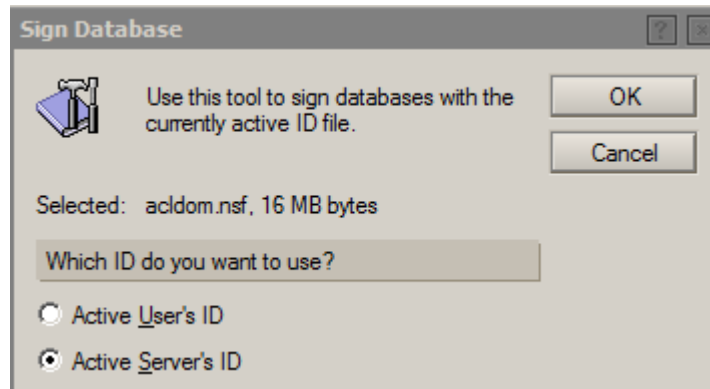 Sign Database
Use this tool to sign databases with the
currently active ID file.
OK
Cancel
Selected: acldom.nsf, 16 MB bytes
Which ID do you want to use?
Active User's ID
Active Server's ID